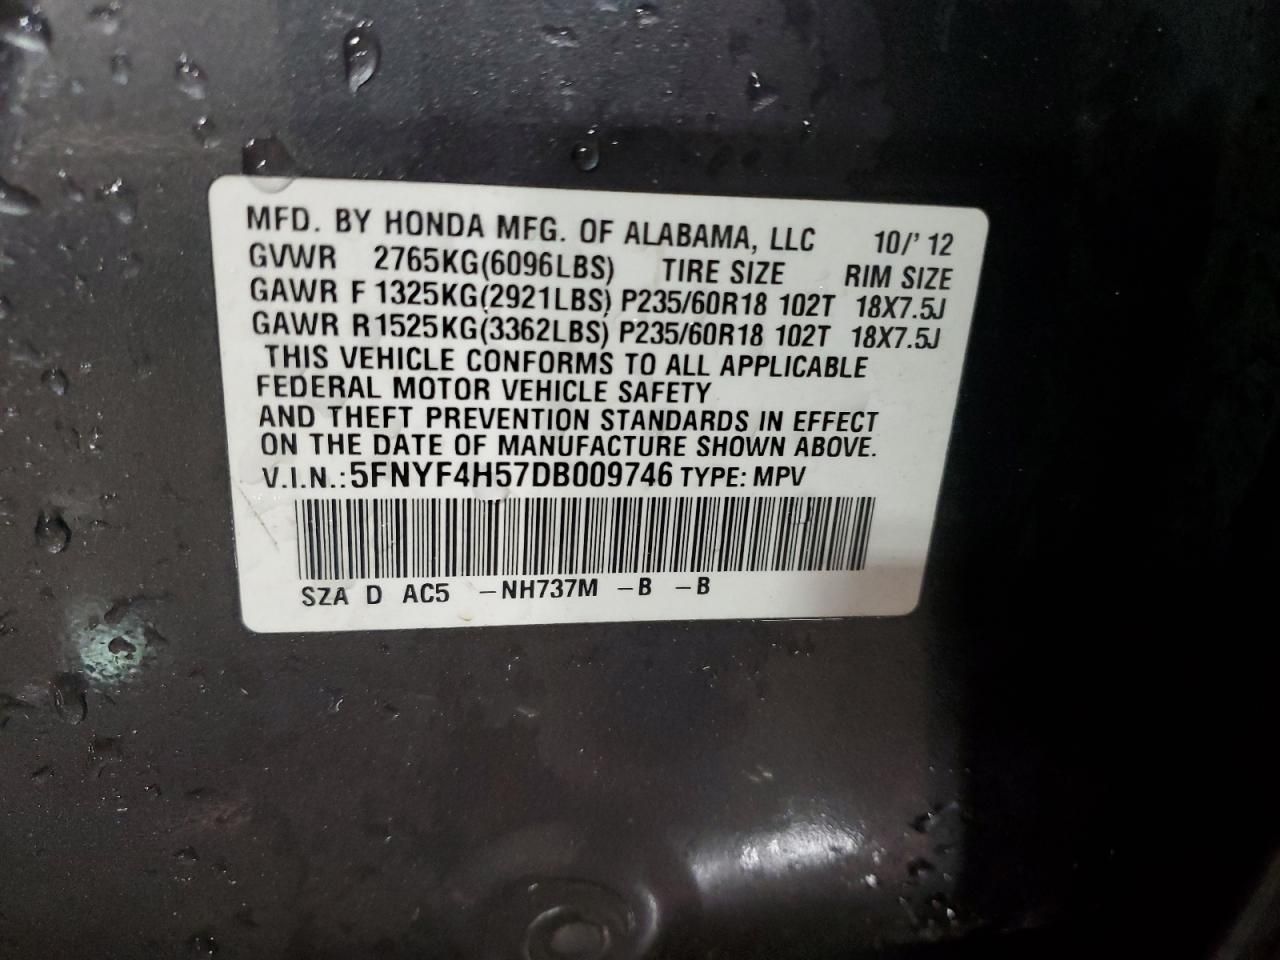 MFD. BY HONDA MFG. OF ALABAMA, LLC 10/' 12
GVWR 2765KG(6096LBS) TIRE SIZE RIM SIZE
GAWR F 1325KG(2921LBS) P235/60R18 102T 18X7.5J
GAWR R1525KG(3362LBS) P235/60R18 102T 18X7.5J
THIS VEHICLE CONFORMS TO ALL APPLICABLE
FEDERAL MOTOR VEHICLE SAFETY
AND THEFT PREVENTION STANDARDS IN EFFECT
ON THE DATE OF MANUFACTURE SHOWN ABOVE.
V.I.N.: 5FNYF4H57DB009746 TYPE: MPV
SZA D AC5 -NH737M -B -B